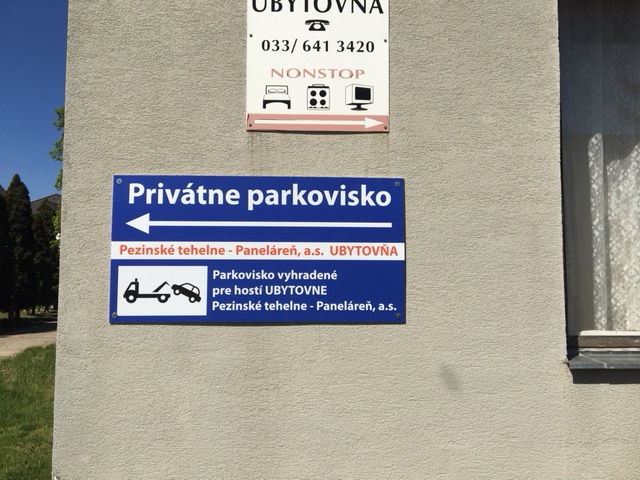 UBYTOVŇA
033/ 641 3420
NONSTOP
Privátne parkovisko
Pezinské tehelne - Paneláreň, a.s. UBYTOVŇA
Parkovisko vyhradené
pre hostí UBYTOVNE
Pezinské tehelne - Paneláreň, a.s.